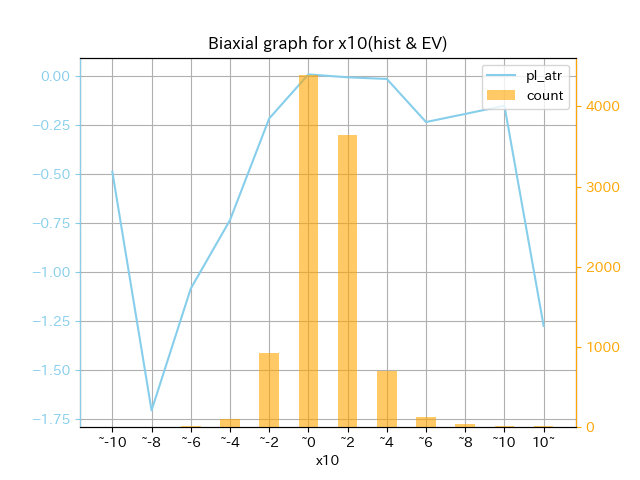 Biaxial graph for x10(hist & EV)
pl_atr
count
0.00
−0.25
−0.50
−0.75
−1.00
−1.25
−1.50
−1.75
4000
3000
2000
1000
0
~-10 ~-8 ~-6 ~-4 ~-2 ~0 ~2 ~4 ~6 ~8 ~10 10~
x10